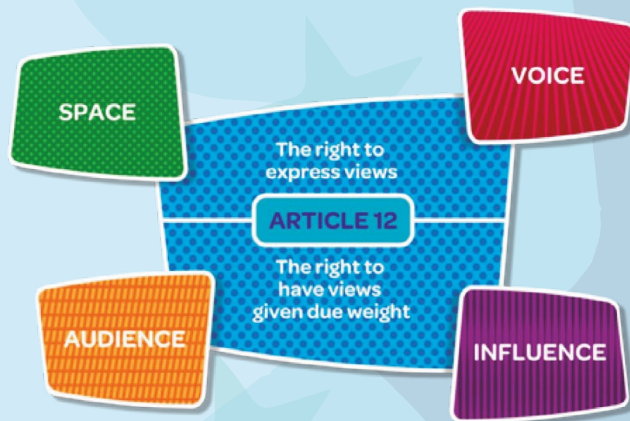 SPACE
VOICE
The right to
express views
ARTICLE 12
The right to
have views
given due weight
AUDIENCE
INFLUENCE